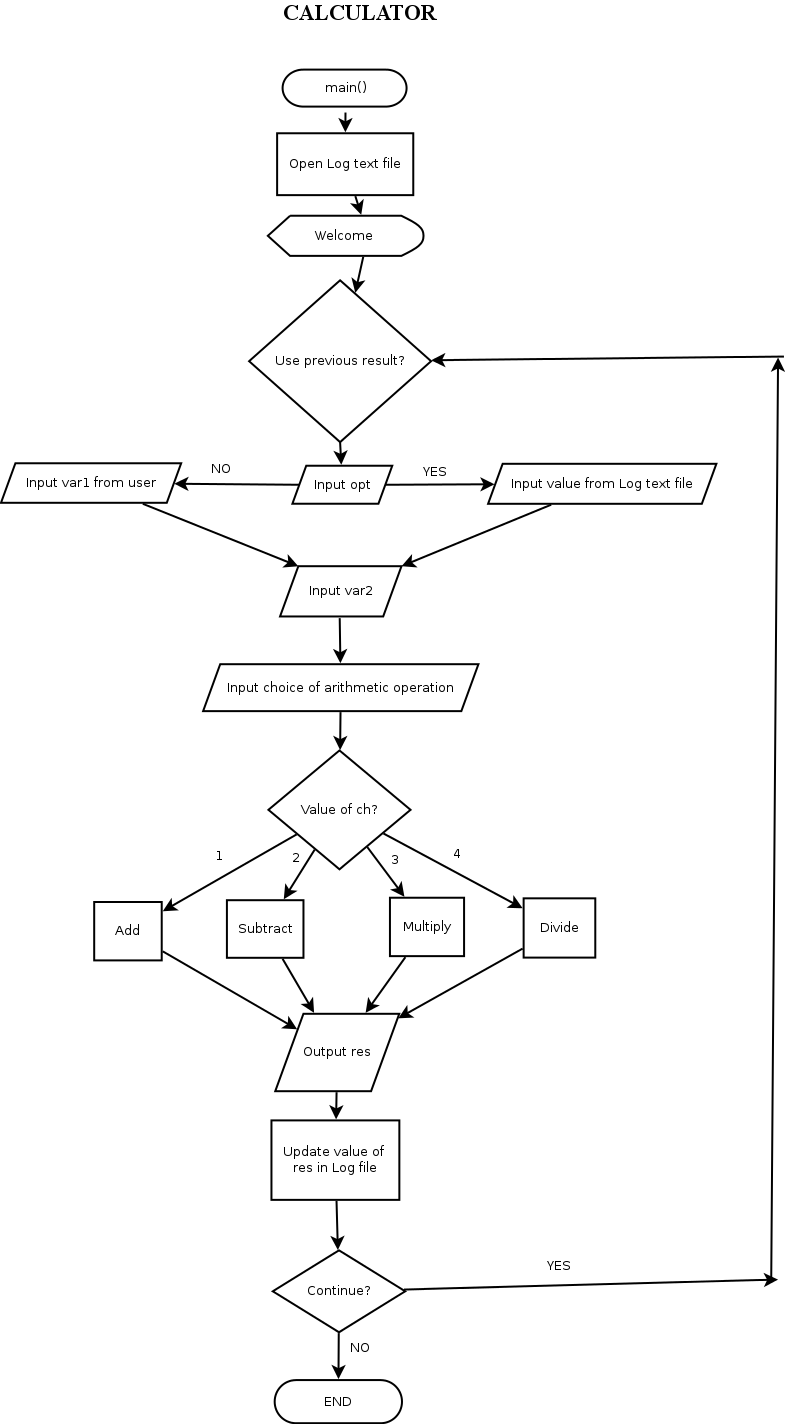 CALCULATOR
main()
Open Log text file
Welcome
Use previous result?
NO
YES
Input var1 from user
Input opt
Input value from Log text file
Input var2
Input choice of arithmetic operation
Value of ch?
1
2
3
4
Add
Subtract
Multiply
Divide
Output res
Update value of
res in Log file
YES
Continue?
NO
END